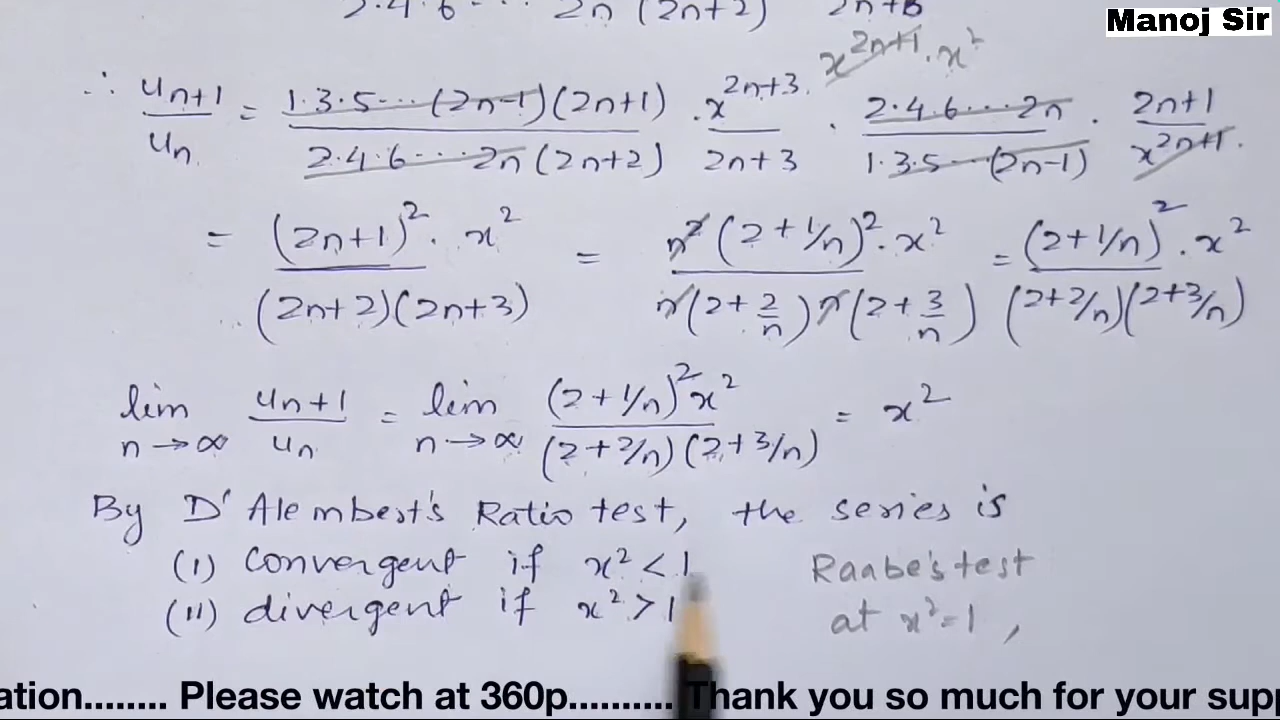 Manoj Sir
2·4·6····· 2n (2n+2) 2n+3
x^{2n+1}·x²
∴ u_{n+1}/u_n = 1·3·5···(2n-1)(2n+1)/2·4·6····2n(2n+2) · x^{2n+3}/2n+3 · 2·4·6···2n/1·3·5···(2n-1) · 2n+1/x^{2n+1}.
= (2n+1)²·x²/(2n+2)(2n+3) = n²(2+1/n)²·x²/n(2+2/n)n(2+3/n) = (2+1/n)²·x²/(2+2/n)(2+3/n)
lim n→∞ u_{n+1}/u_n = lim n→∞ (2+1/n)²x²/(2+2/n)(2+3/n) = x²
By D'Alembert's Ratio test, the series is
(I) convergent if x² < 1 Raabe's test
(II) divergent if x² > 1 at x²=1,
ation........ Please watch at 360p.......... Thank you so much for your supp